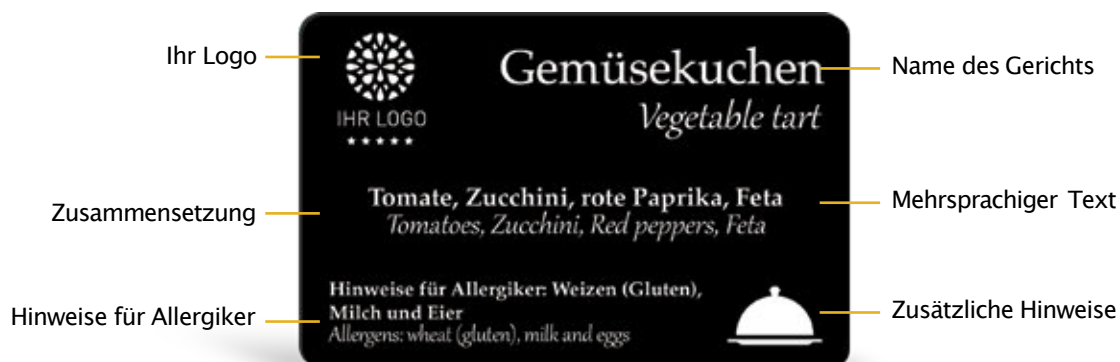 Ihr Logo
Gemüsekuchen
Name des Gerichts
IHR LOGO
Vegetable tart
Zusammensetzung
Tomate, Zucchini, rote Paprika, Feta
Mehrsprachiger Text
Tomatoes, Zucchini, Red peppers, Feta
Hinweise für Allergiker
Hinweise für Allergiker: Weizen (Gluten),
Milch und Eier
Allergens: wheat (gluten), milk and eggs
Zusätzliche Hinweise